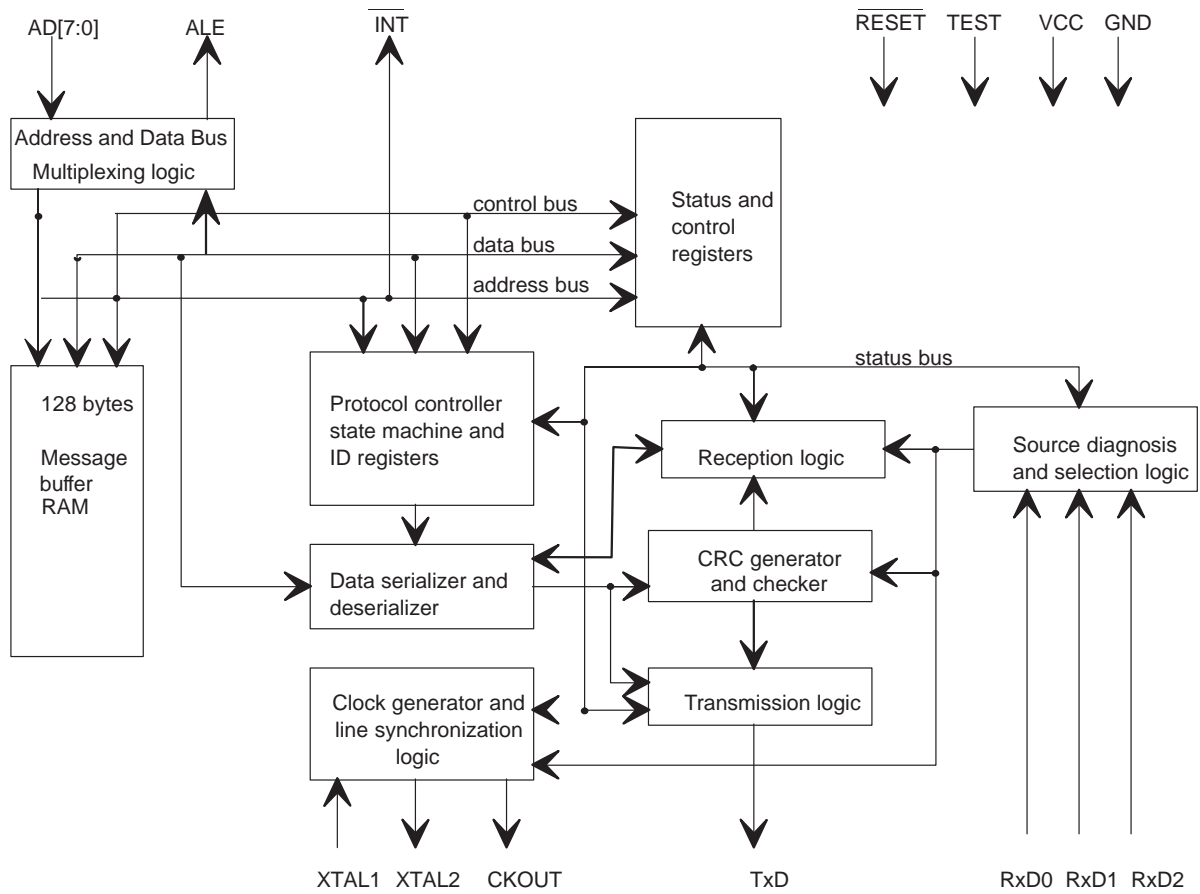 AD[7:0] ALE INT RESET TEST VCC GND
Address and Data Bus
Multiplexing logic
control bus
data bus
address bus
Status and
control
registers
status bus
128 bytes
Message
buffer
RAM
Protocol controller
state machine and
ID registers
Reception logic
Source diagnosis
and selection logic
Data serializer and
deserializer
CRC generator
and checker
Clock generator and
line synchronization
logic
Transmission logic
XTAL1 XTAL2 CKOUT TxD RxD0 RxD1 RxD2